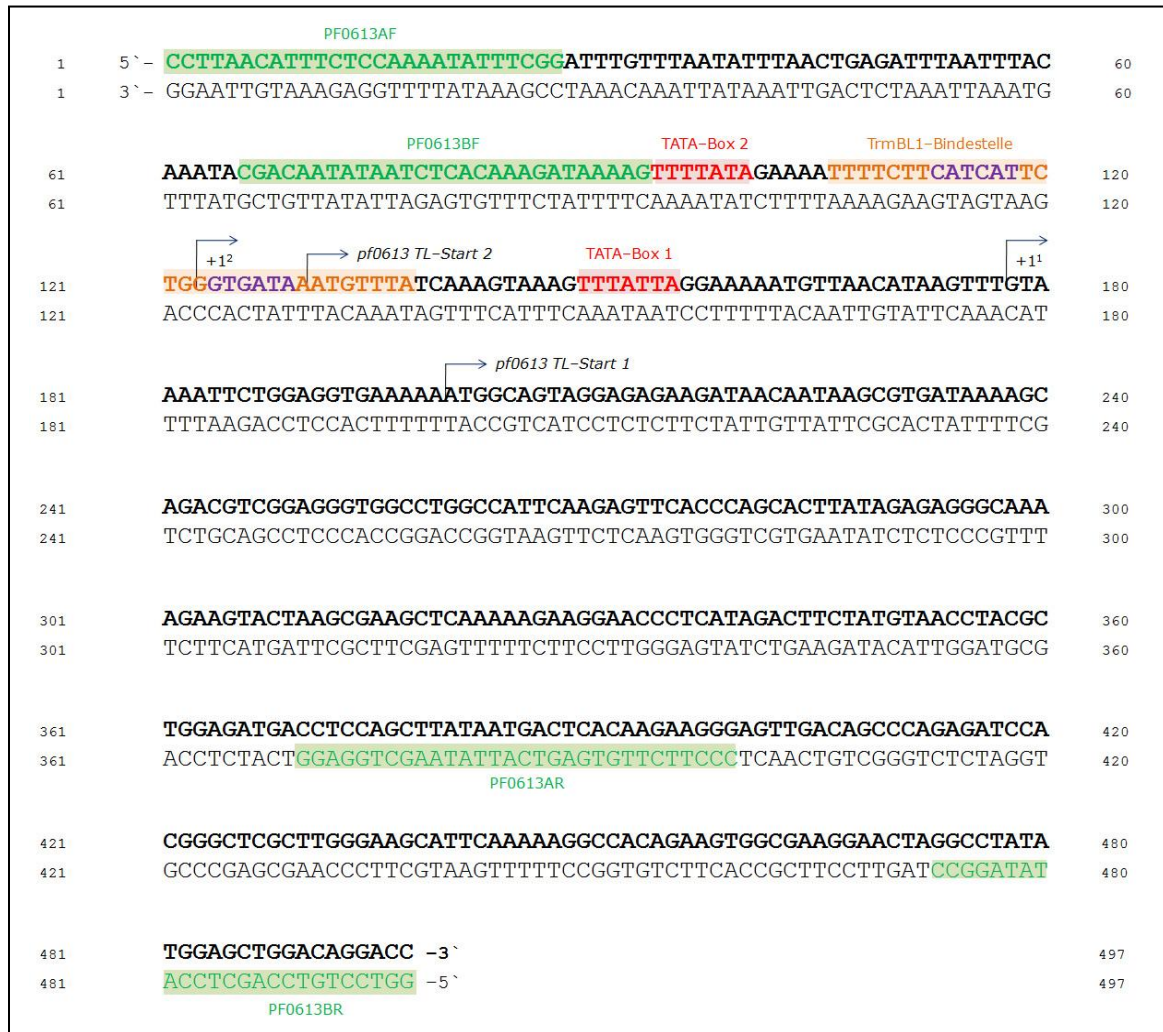 PF0613AF
1 5`- CCTTAACATTTCTCCAAAATATTTCGGATTTGTTTAATATTTAACTGAGATTTAATTTAC 60
1 3`- GGAATTGTAAAGAGGTTTTATAAAGCCTAAACAAATTATAAATTGACTCTAAATTAAATG 60
PF0613BF TATA-Box 2 TrmBL1-Bindestelle
61 AAATACGACAATATAATCTCACAAAGATAAAAGTTTTATAGAAAATTTTCTTCATCATTC 120
61 TTTATGCTGTTATATTAGAGTGTTTCTATTTTCAAAATATCTTTTAAAAGAAGTAGTAAG 120
+1² pf0613 TL-Start 2 TATA-Box 1 +1¹
121 TGGGTGATAAATGTTTATCAAAGTAAAGTTTATTAGGAAAAATGTTAACATAAGTTTGTA 180
121 ACCCACTATTTACAAATAGTTTCATTTCAAATAATCCTTTTTACAATTGTATTCAAACAT 180
pf0613 TL-Start 1
181 AAATTCTGGAGGTGAAAAAATGGCAGTAGGAGAGAAGATAACAATAAGCGTGATAAAAGC 240
181 TTTAAGACCTCCACTTTTTTACCGTCATCCTCTCTTCTATTGTTATTCGCACTATTTTCG 240
241 AGACGTCGGAGGGTGGCCTGGCCATTCAAGAGTTCACCCAGCACTTATAGAGAGGGCAAA 300
241 TCTGCAGCCTCCCACCGGACCGGTAAGTTCTCAAGTGGGTCGTGAATATCTCTCCCGTTT 300
301 AGAAGTACTAAGCGAAGCTCAAAAAGAAGGAACCCTCATAGACTTCTATGTAACCTACGC 360
301 TCTTCATGATTCGCTTCGAGTTTTTCTTCCTTGGGAGTATCTGAAGATACATTGGATGCG 360
361 TGGAGATGACCTCCAGCTTATAATGACTCACAAGAAGGGAGTTGACAGCCCAGAGATCCA 420
361 ACCTCTACTGGAGGTCGAATATTACTGAGTGTTCTTCCCTCAACTGTCGGGTCTCTAGGT 420
PF0613AR
421 CGGGCTCGCTTGGGAAGCATTCAAAAAGGCCACAGAAGTGGCGAAGGAACTAGGCCTATA 480
421 GCCCGAGCGAACCCTTCGTAAGTTTTTCCGGTGTCTTCACCGCTTCCTTGATCCGGATAT 480
481 TGGAGCTGGACAGGACC -3` 497
481 ACCTCGACCTGTCCTGG -5` 497
PF0613BR